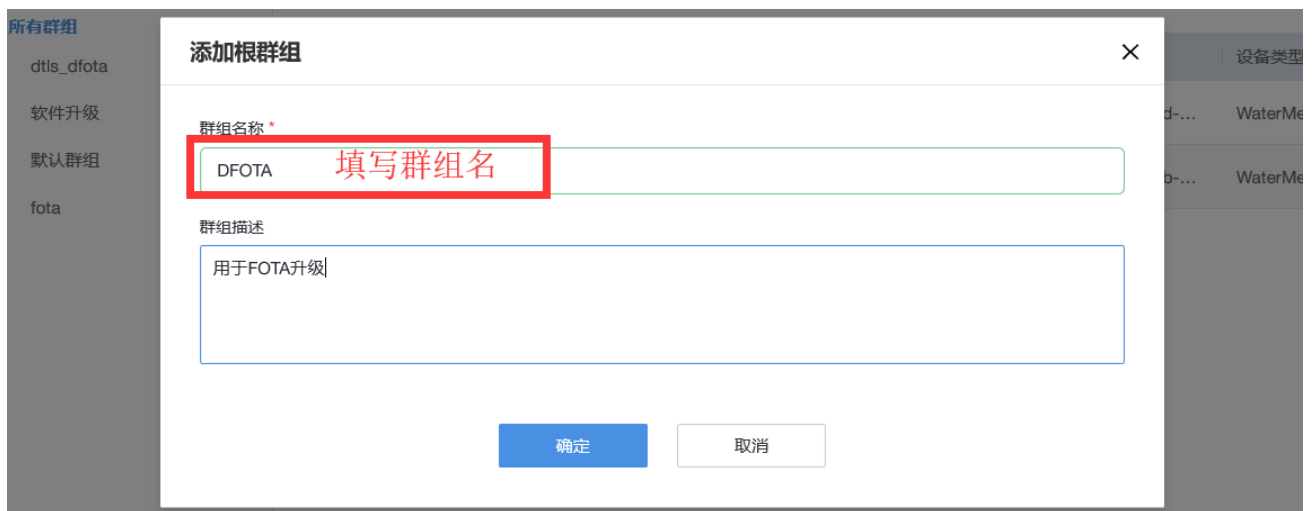 所有群组
dtls_dfota
软件升级
默认群组
fota
添加根群组
群组名称 *
DFOTA 填写群组名
群组描述
用于FOTA升级
确定 取消
设备类型
d-... WaterMe
b-... WaterMe